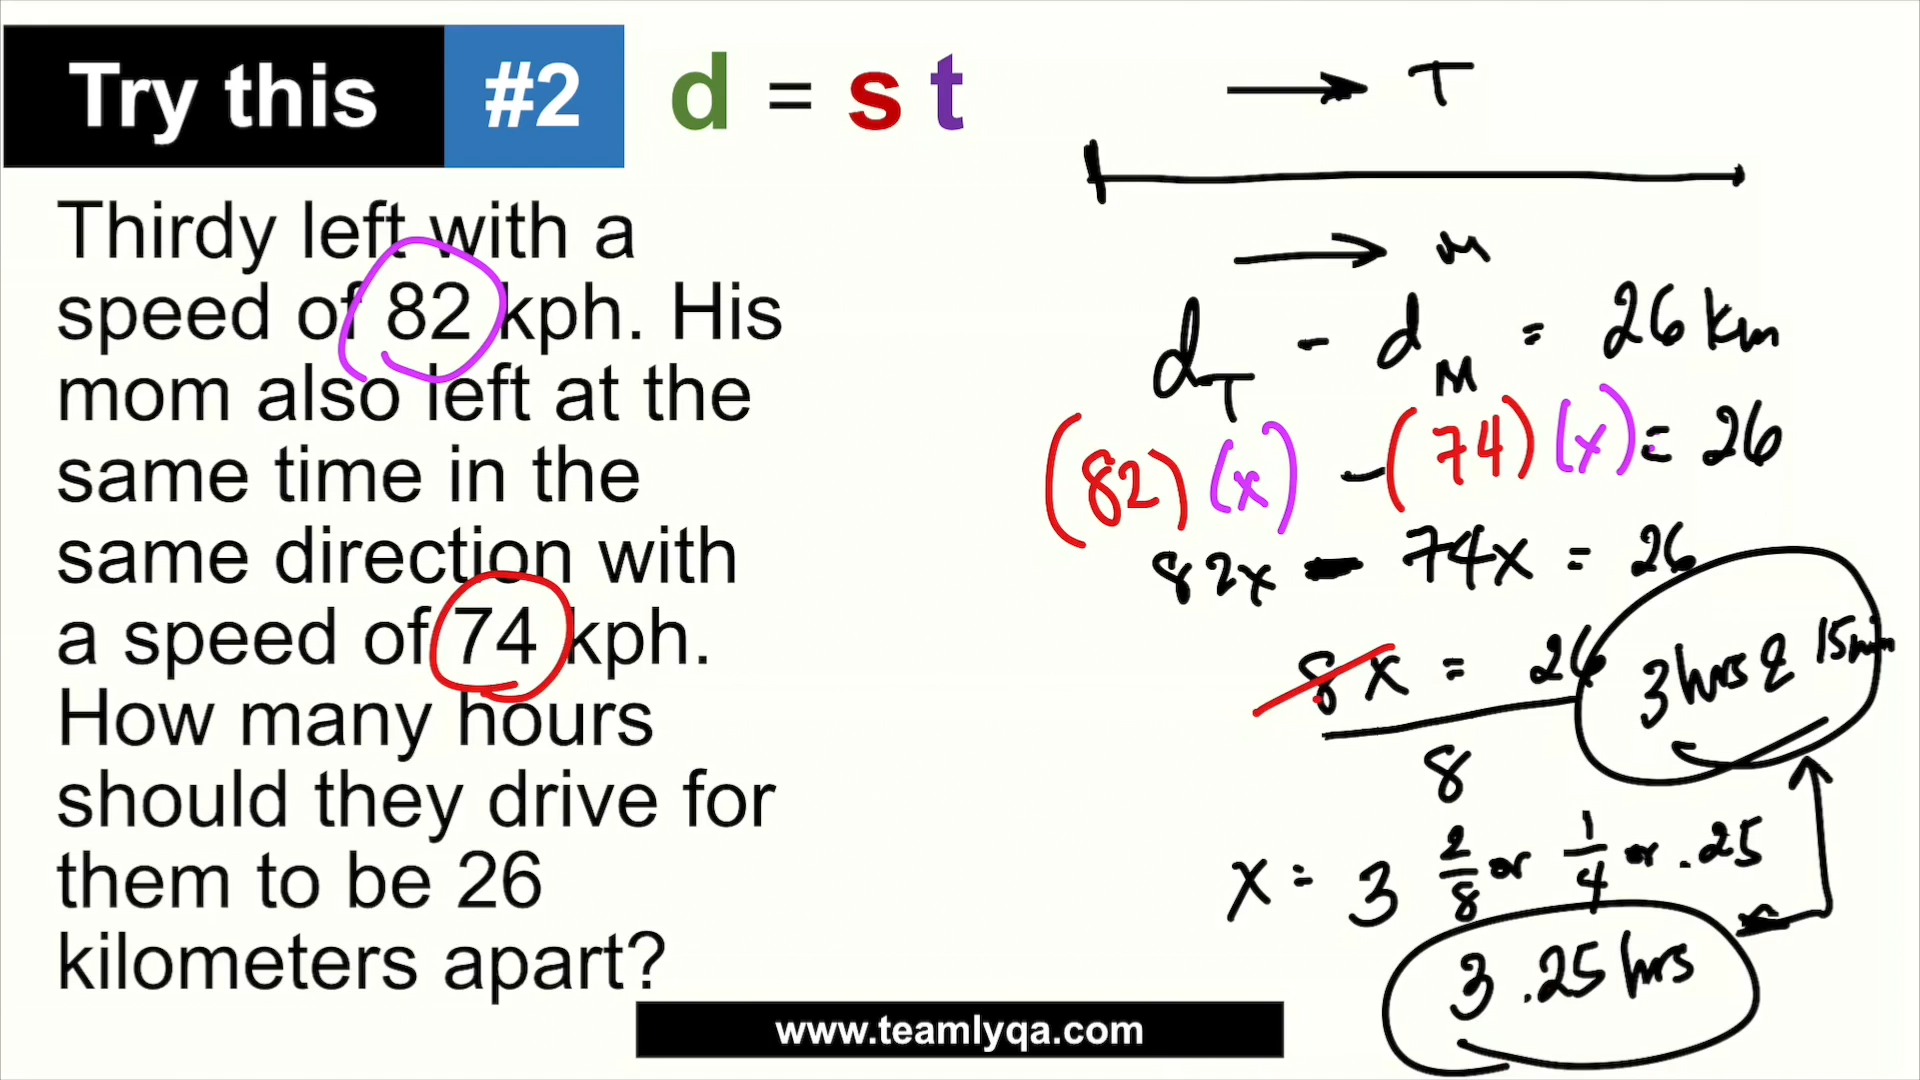 Try this #2 d = s t
Thirdy left with a
speed of 82 kph. His
mom also left at the
same time in the
same direction with
a speed of 74 kph.
How many hours
should they drive for
them to be 26
kilometers apart?
T
M
d_T - d_M = 26 km
(82)(x) - (74)(x) = 26
82x - 74x = 26
8x = 26
8
3 hrs & 15 min
x = 3 2/8 or 1/4 or .25
3.25 hrs
www.teamlyqa.com